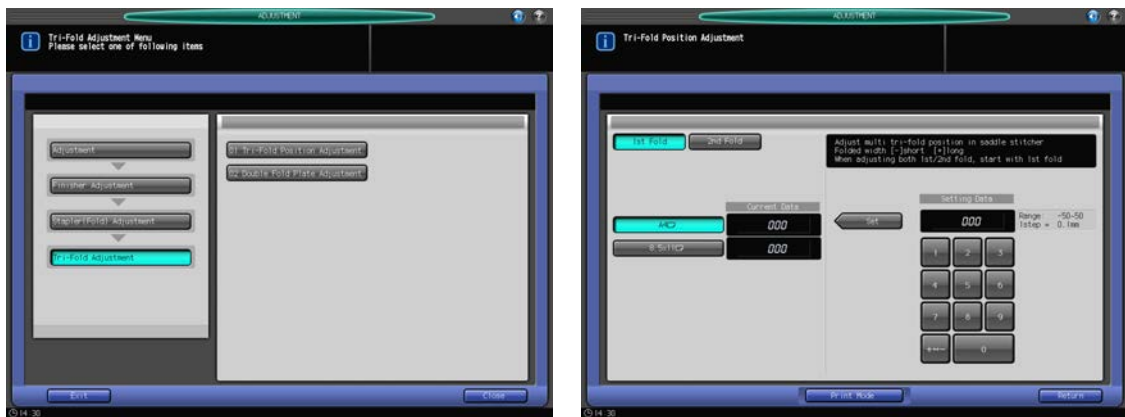 ADJUSTMENT
Tri-Fold Adjustment Menu
Please select one of following items
Adjustment
Finisher Adjustment
Stapler(Fold) Adjustment
Tri-Fold Adjustment
01 Tri-Fold Position Adjustment
02 Double Fold Plate Adjustment
Exit
Close
14:30
ADJUSTMENT
Tri-Fold Position Adjustment
1st Fold
2nd Fold
Adjust multi tri-fold position in saddle stitcher
Folded width [-]short [+]long
When adjusting both 1st/2nd fold, start with 1st fold
Current Data
Setting Data
A4
000
Set
000
Range: -50-50
1step = 0.1mm
8.5x11
000
1 2 3
4 5 6
7 8 9
+↔- 0
Print Mode
Return
14:30